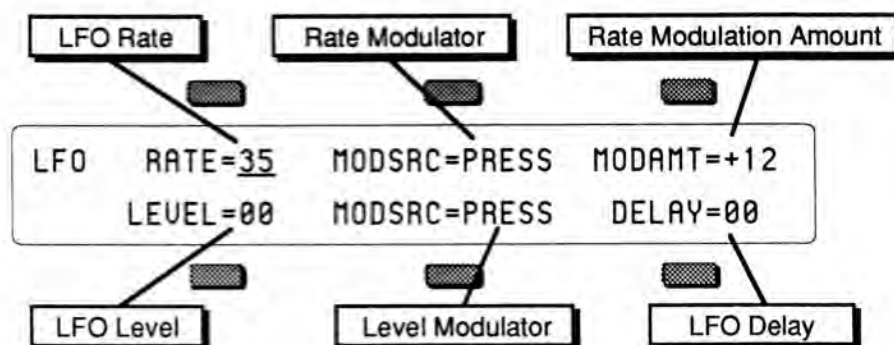 LFO Rate
Rate Modulator
Rate Modulation Amount
LFO RATE=35 MODSRC=PRESS MODAMT=+12
LEVEL=00 MODSRC=PRESS DELAY=00
LFO Level
Level Modulator
LFO Delay